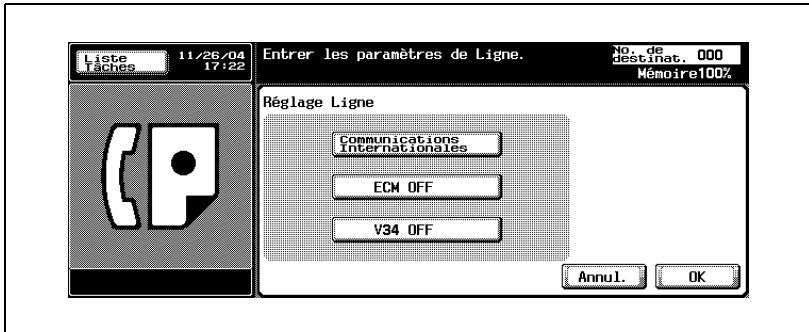 Liste
Tâches
11/26/04
17:22
Entrer les paramètres de Ligne.
No. de
destinat. 000
Mémoire100%
Réglage Ligne
Communications
Internationales
ECM OFF
V34 OFF
Annul.
OK